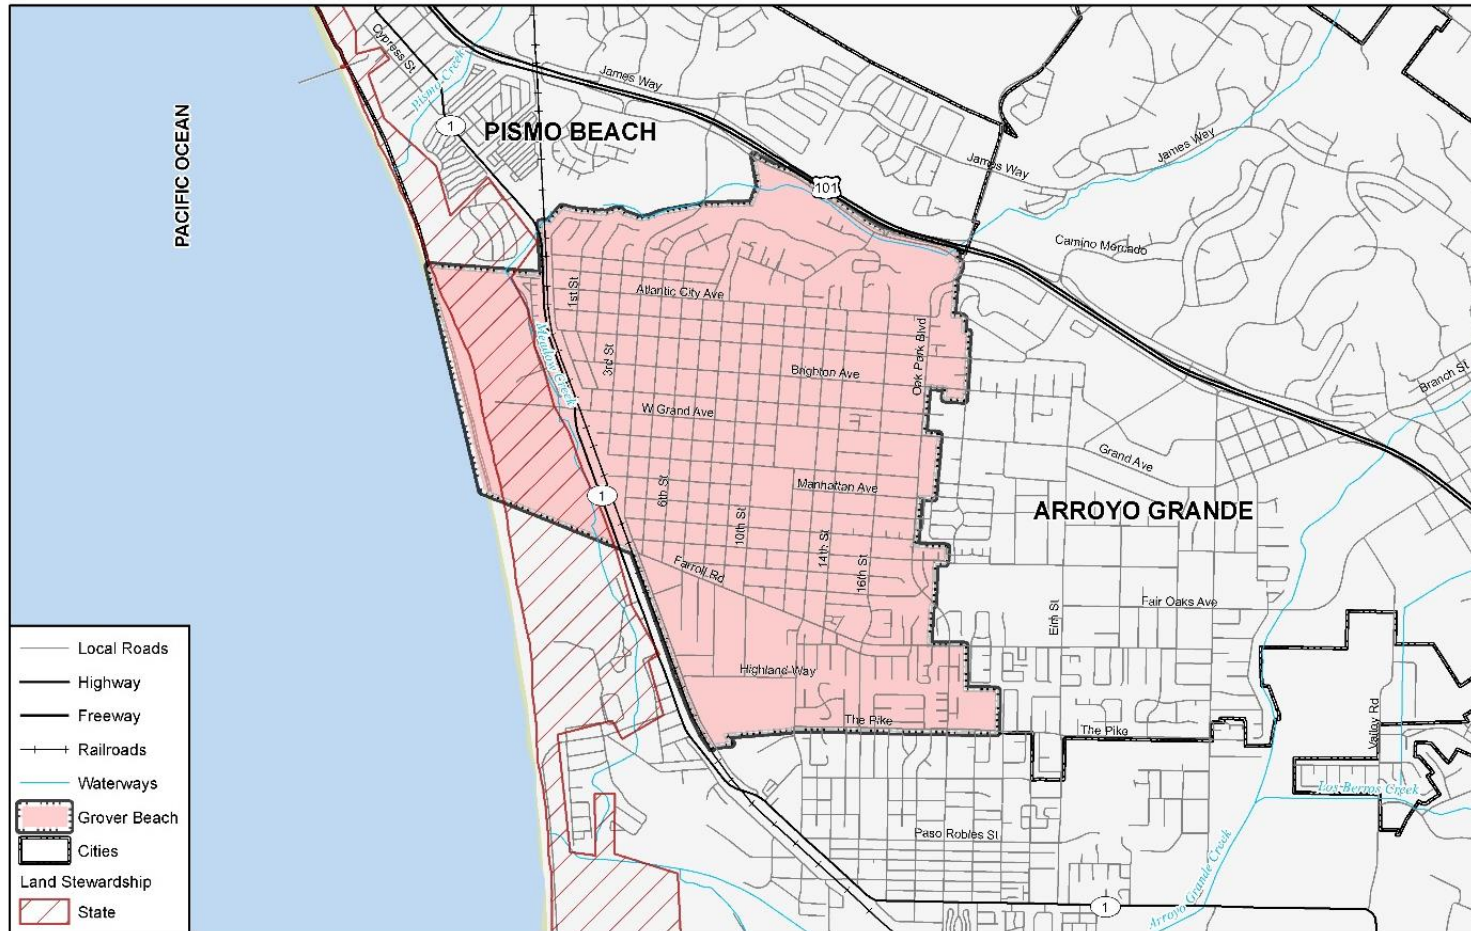 Cypress St
Pismo Creek
James Way
1
PISMO BEACH
PACIFIC OCEAN
James Way
James Way
101
Camino Mercado
1st St
Atlantic City Ave
Meadow Creek
3rd St
Oak Park Blvd
Brighton Ave
Branch St
W Grand Ave
Grand Ave
6th St
Manhattan Ave
1
10th St
ARROYO GRANDE
14th St
16th St
Farroll Rd
Elm St
Fair Oaks Ave
Highland Way
The Pike
The Pike
Valley Rd
Los Berros Creek
Paso Robles St
Arroyo Grande Creek
1
Local Roads
Highway
Freeway
Railroads
Waterways
Grover Beach
Cities
Land Stewardship
State